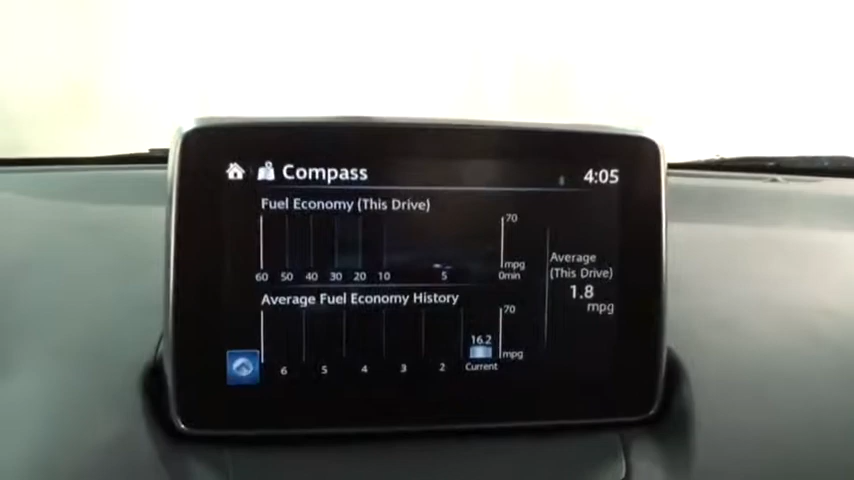 Compass 4:05
Fuel Economy (This Drive)
70
mpg
60 50 40 30 20 10 5 0min
Average
(This Drive)
1.8
mpg
Average Fuel Economy History
70
16.2
mpg
6 5 4 3 2 Current